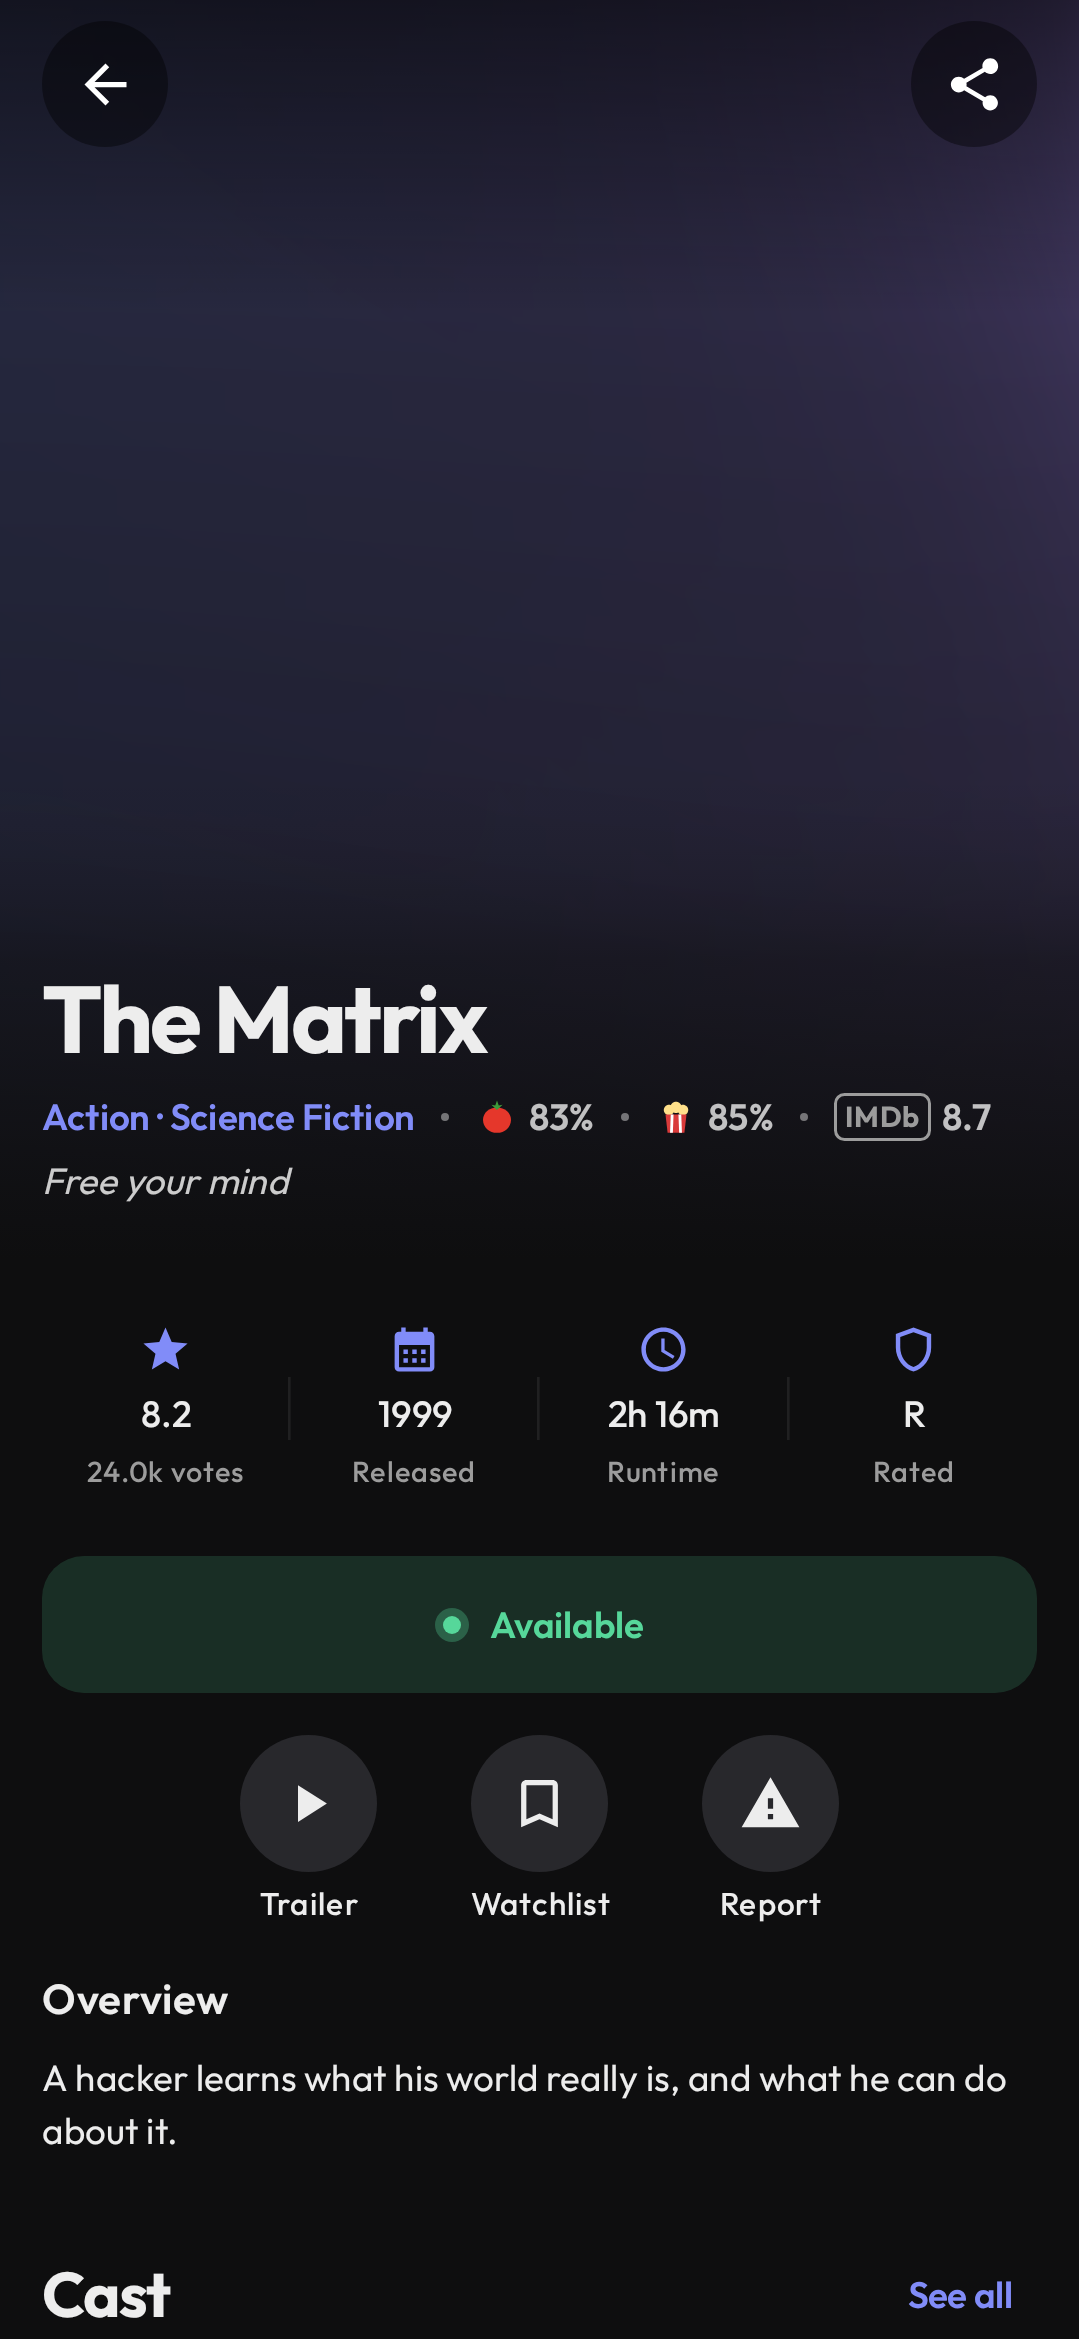 The Matrix
Action · Science Fiction • 83% • 85% • IMDb 8.7
Free your mind
8.2 1999 2h 16m R
24.0k votes Released Runtime Rated
Available
Trailer Watchlist Report
Overview
A hacker learns what his world really is, and what he can do
about it.
Cast See all